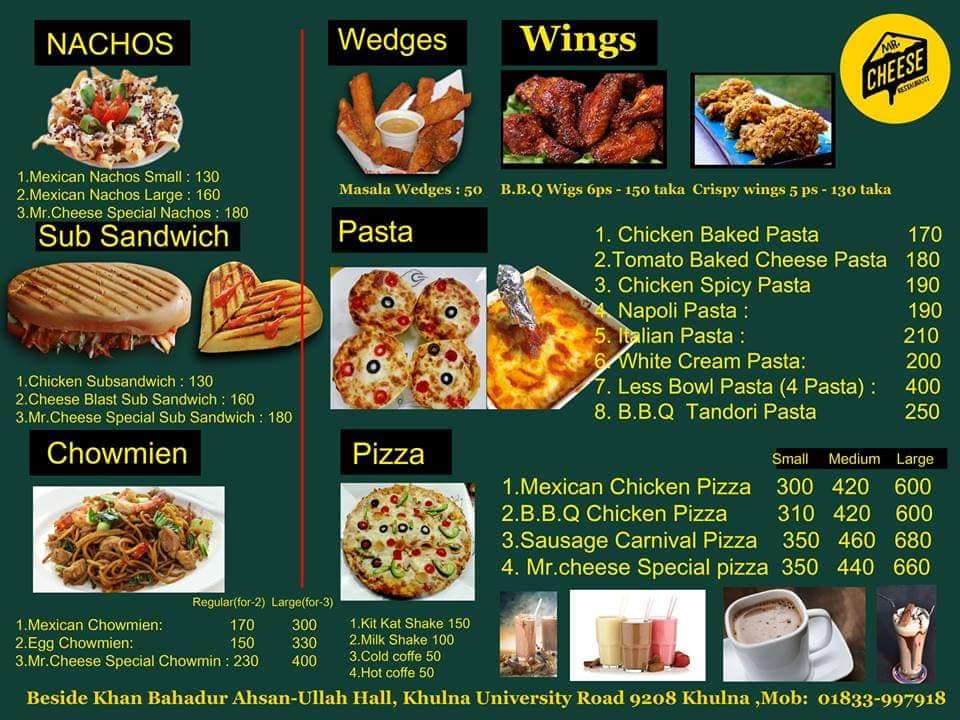 NACHOS
1.Mexican Nachos Small : 130
2.Mexican Nachos Large : 160
3.Mr.Cheese Special Nachos : 180
Sub Sandwich
1.Chicken Subsandwich : 130
2.Cheese Blast Sub Sandwich : 160
3.Mr.Cheese Special Sub Sandwich : 180
Chowmien
Regular(for-2) Large(for-3)
1.Mexican Chowmien: 170 300
2.Egg Chowmien: 150 330
3.Mr.Cheese Special Chowmin : 230 400
Wedges
Masala Wedges : 50
Wings
B.B.Q Wigs 6ps - 150 taka Crispy wings 5 ps - 130 taka
MR.
CHEESE
RESTAURANT
Pasta
1. Chicken Baked Pasta 170
2.Tomato Baked Cheese Pasta 180
3. Chicken Spicy Pasta 190
4. Napoli Pasta : 190
5. Italian Pasta : 210
6. White Cream Pasta: 200
7. Less Bowl Pasta (4 Pasta) : 400
8. B.B.Q Tandori Pasta 250
Pizza
Small Medium Large
1.Mexican Chicken Pizza 300 420 600
2.B.B.Q Chicken Pizza 310 420 600
3.Sausage Carnival Pizza 350 460 680
4. Mr.cheese Special pizza 350 440 660
1.Kit Kat Shake 150
2.Milk Shake 100
3.Cold coffe 50
4.Hot coffe 50
Beside Khan Bahadur Ahsan-Ullah Hall, Khulna University Road 9208 Khulna ,Mob: 01833-997918